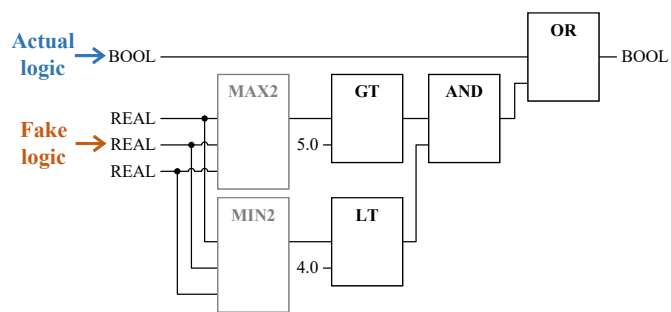 Actual
logic
BOOL
OR
BOOL
MAX2
GT
AND
REAL
Fake
logic
REAL
5.0
REAL
MIN2
LT
4.0